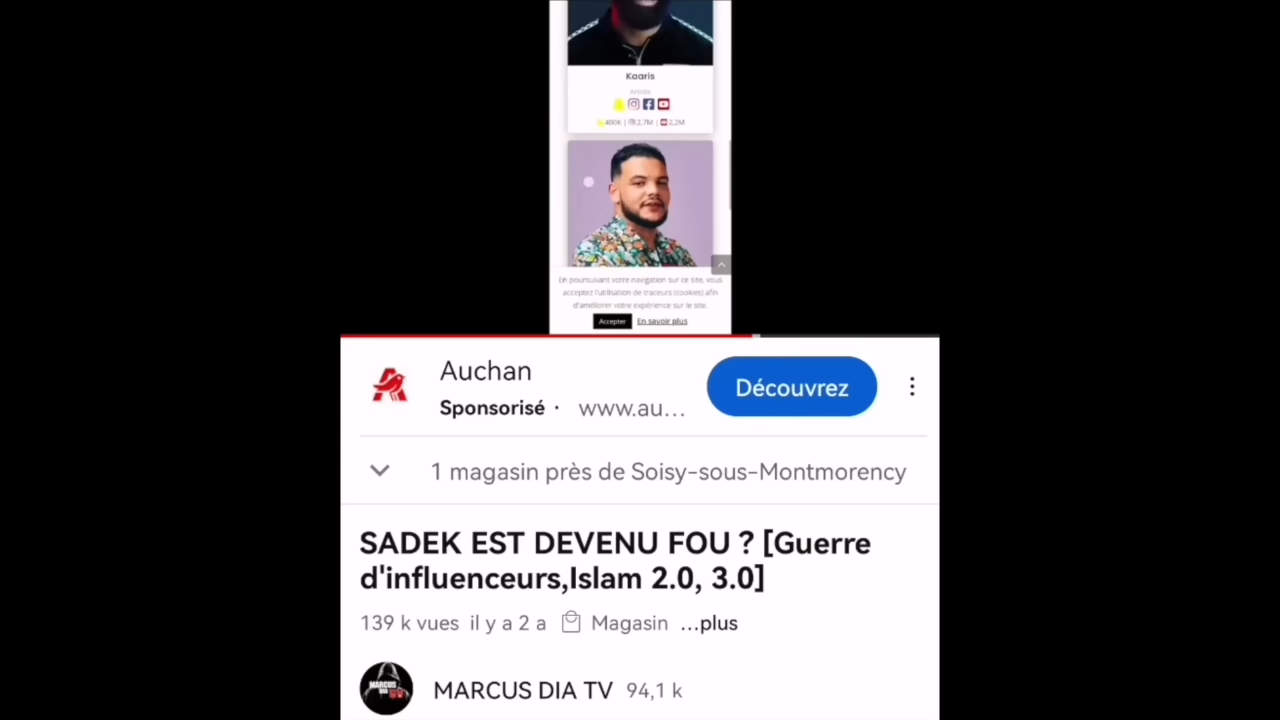 Kaaris
Artiste
400K | 2,7M | 2,2M
En poursuivant votre navigation sur ce site, vous
acceptez l'utilisation de traceurs (cookies) afin
d'améliorer votre expérience sur le site.
Accepter En savoir plus
Auchan
Sponsorisé · www.au...
Découvrez
1 magasin près de Soisy-sous-Montmorency
SADEK EST DEVENU FOU ? [Guerre
d'influenceurs,Islam 2.0, 3.0]
139 k vues il y a 2 a Magasin ...plus
MARCUS DIA TV
MARCUS DIA TV 94,1 k